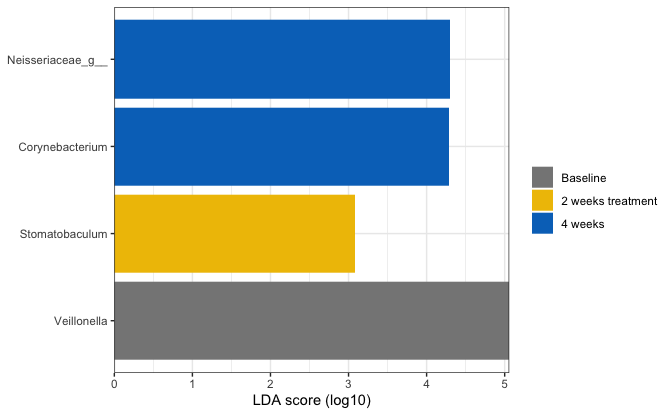 Neisseriaceae_g__
Corynebacterium
Stomatobaculum
Veillonella
0 1 2 3 4 5
LDA score (log10)
Baseline
2 weeks treatment
4 weeks